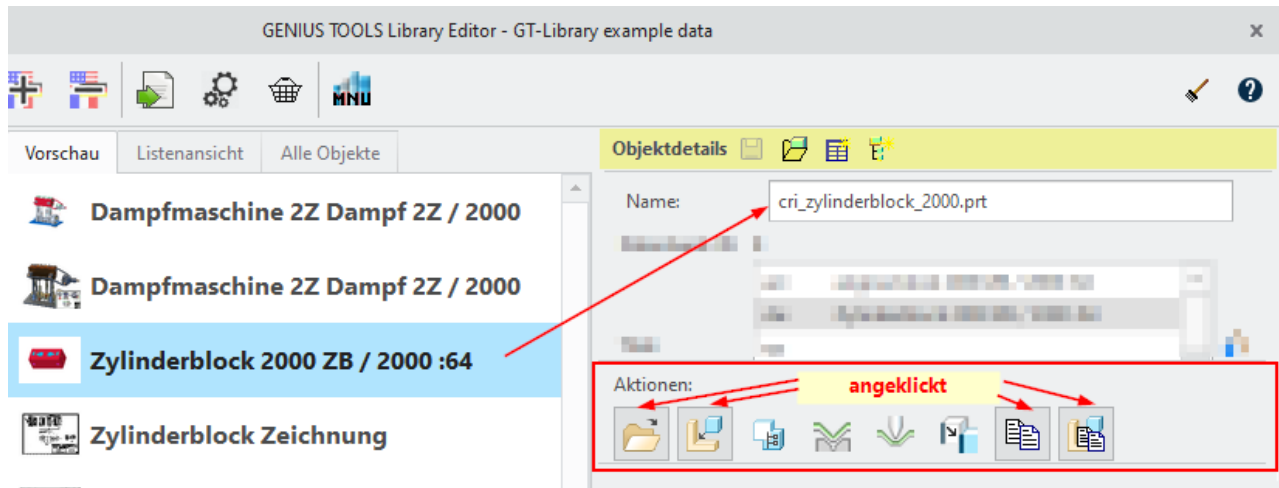 GENIUS TOOLS Library Editor - GT-Library example data
MNU
Vorschau Listenansicht Alle Objekte
Objektdetails
Dampfmaschine 2Z Dampf 2Z / 2000
Name: cri_zylinderblock_2000.prt
Dampfmaschine 2Z Dampf 2Z / 2000
Zylinderblock 2000 ZB / 2000 :64
Aktionen: angeklickt
Zylinderblock Zeichnung